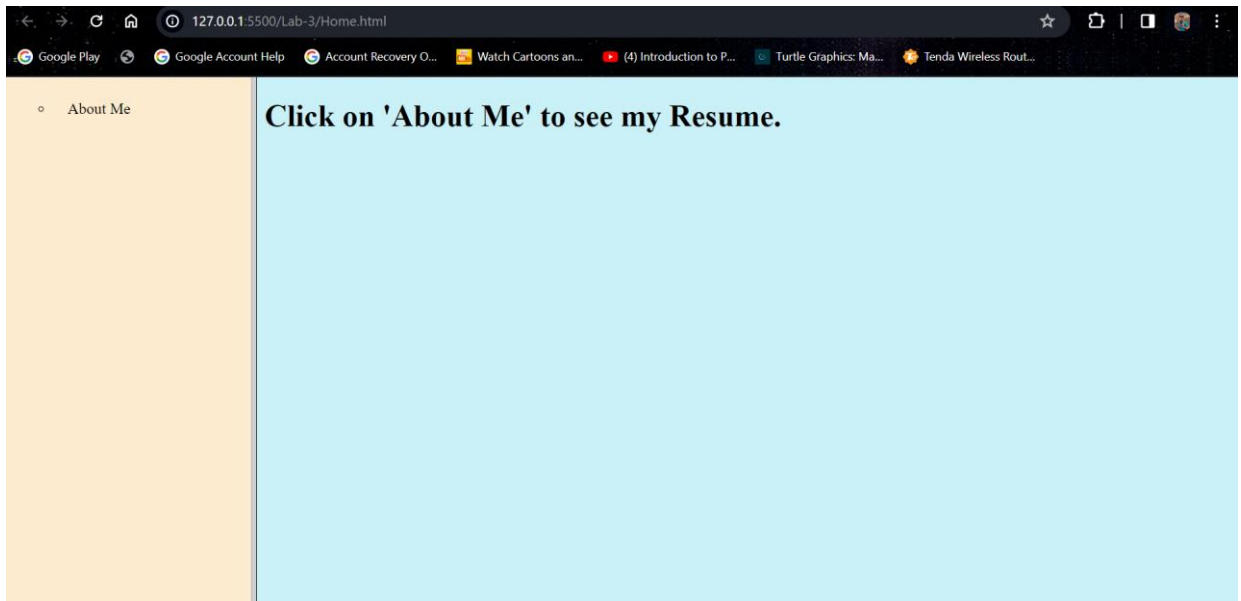 127.0.0.1:5500/Lab-3/Home.html
Google Play Google Account Help Account Recovery O... Watch Cartoons an... (4) Introduction to P... Turtle Graphics: Ma... Tenda Wireless Rout...
About Me
Click on 'About Me' to see my Resume.